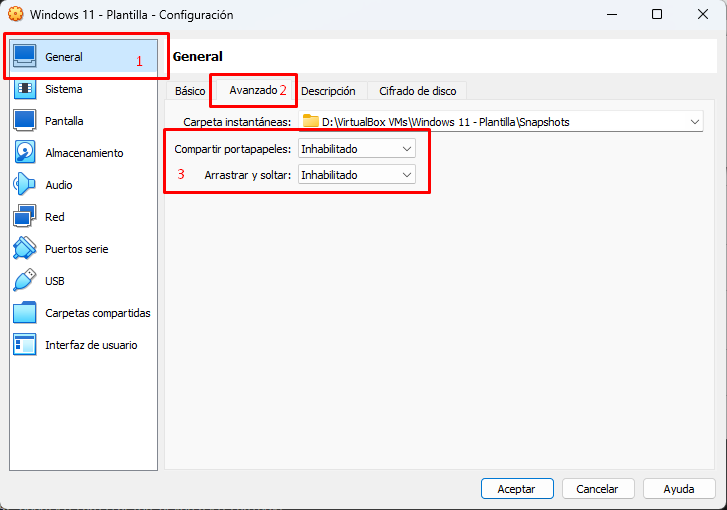 Windows 11 - Plantilla - Configuración
General 1
Sistema
Pantalla
Almacenamiento
Audio
Red
Puertos serie
USB
Carpetas compartidas
Interfaz de usuario
General
Básico Avanzado 2 Descripción Cifrado de disco
Carpeta instantáneas: D:\VirtualBox VMs\Windows 11 - Plantilla\Snapshots
Compartir portapapeles: Inhabilitado
3 Arrastrar y soltar: Inhabilitado
Aceptar Cancelar Ayuda